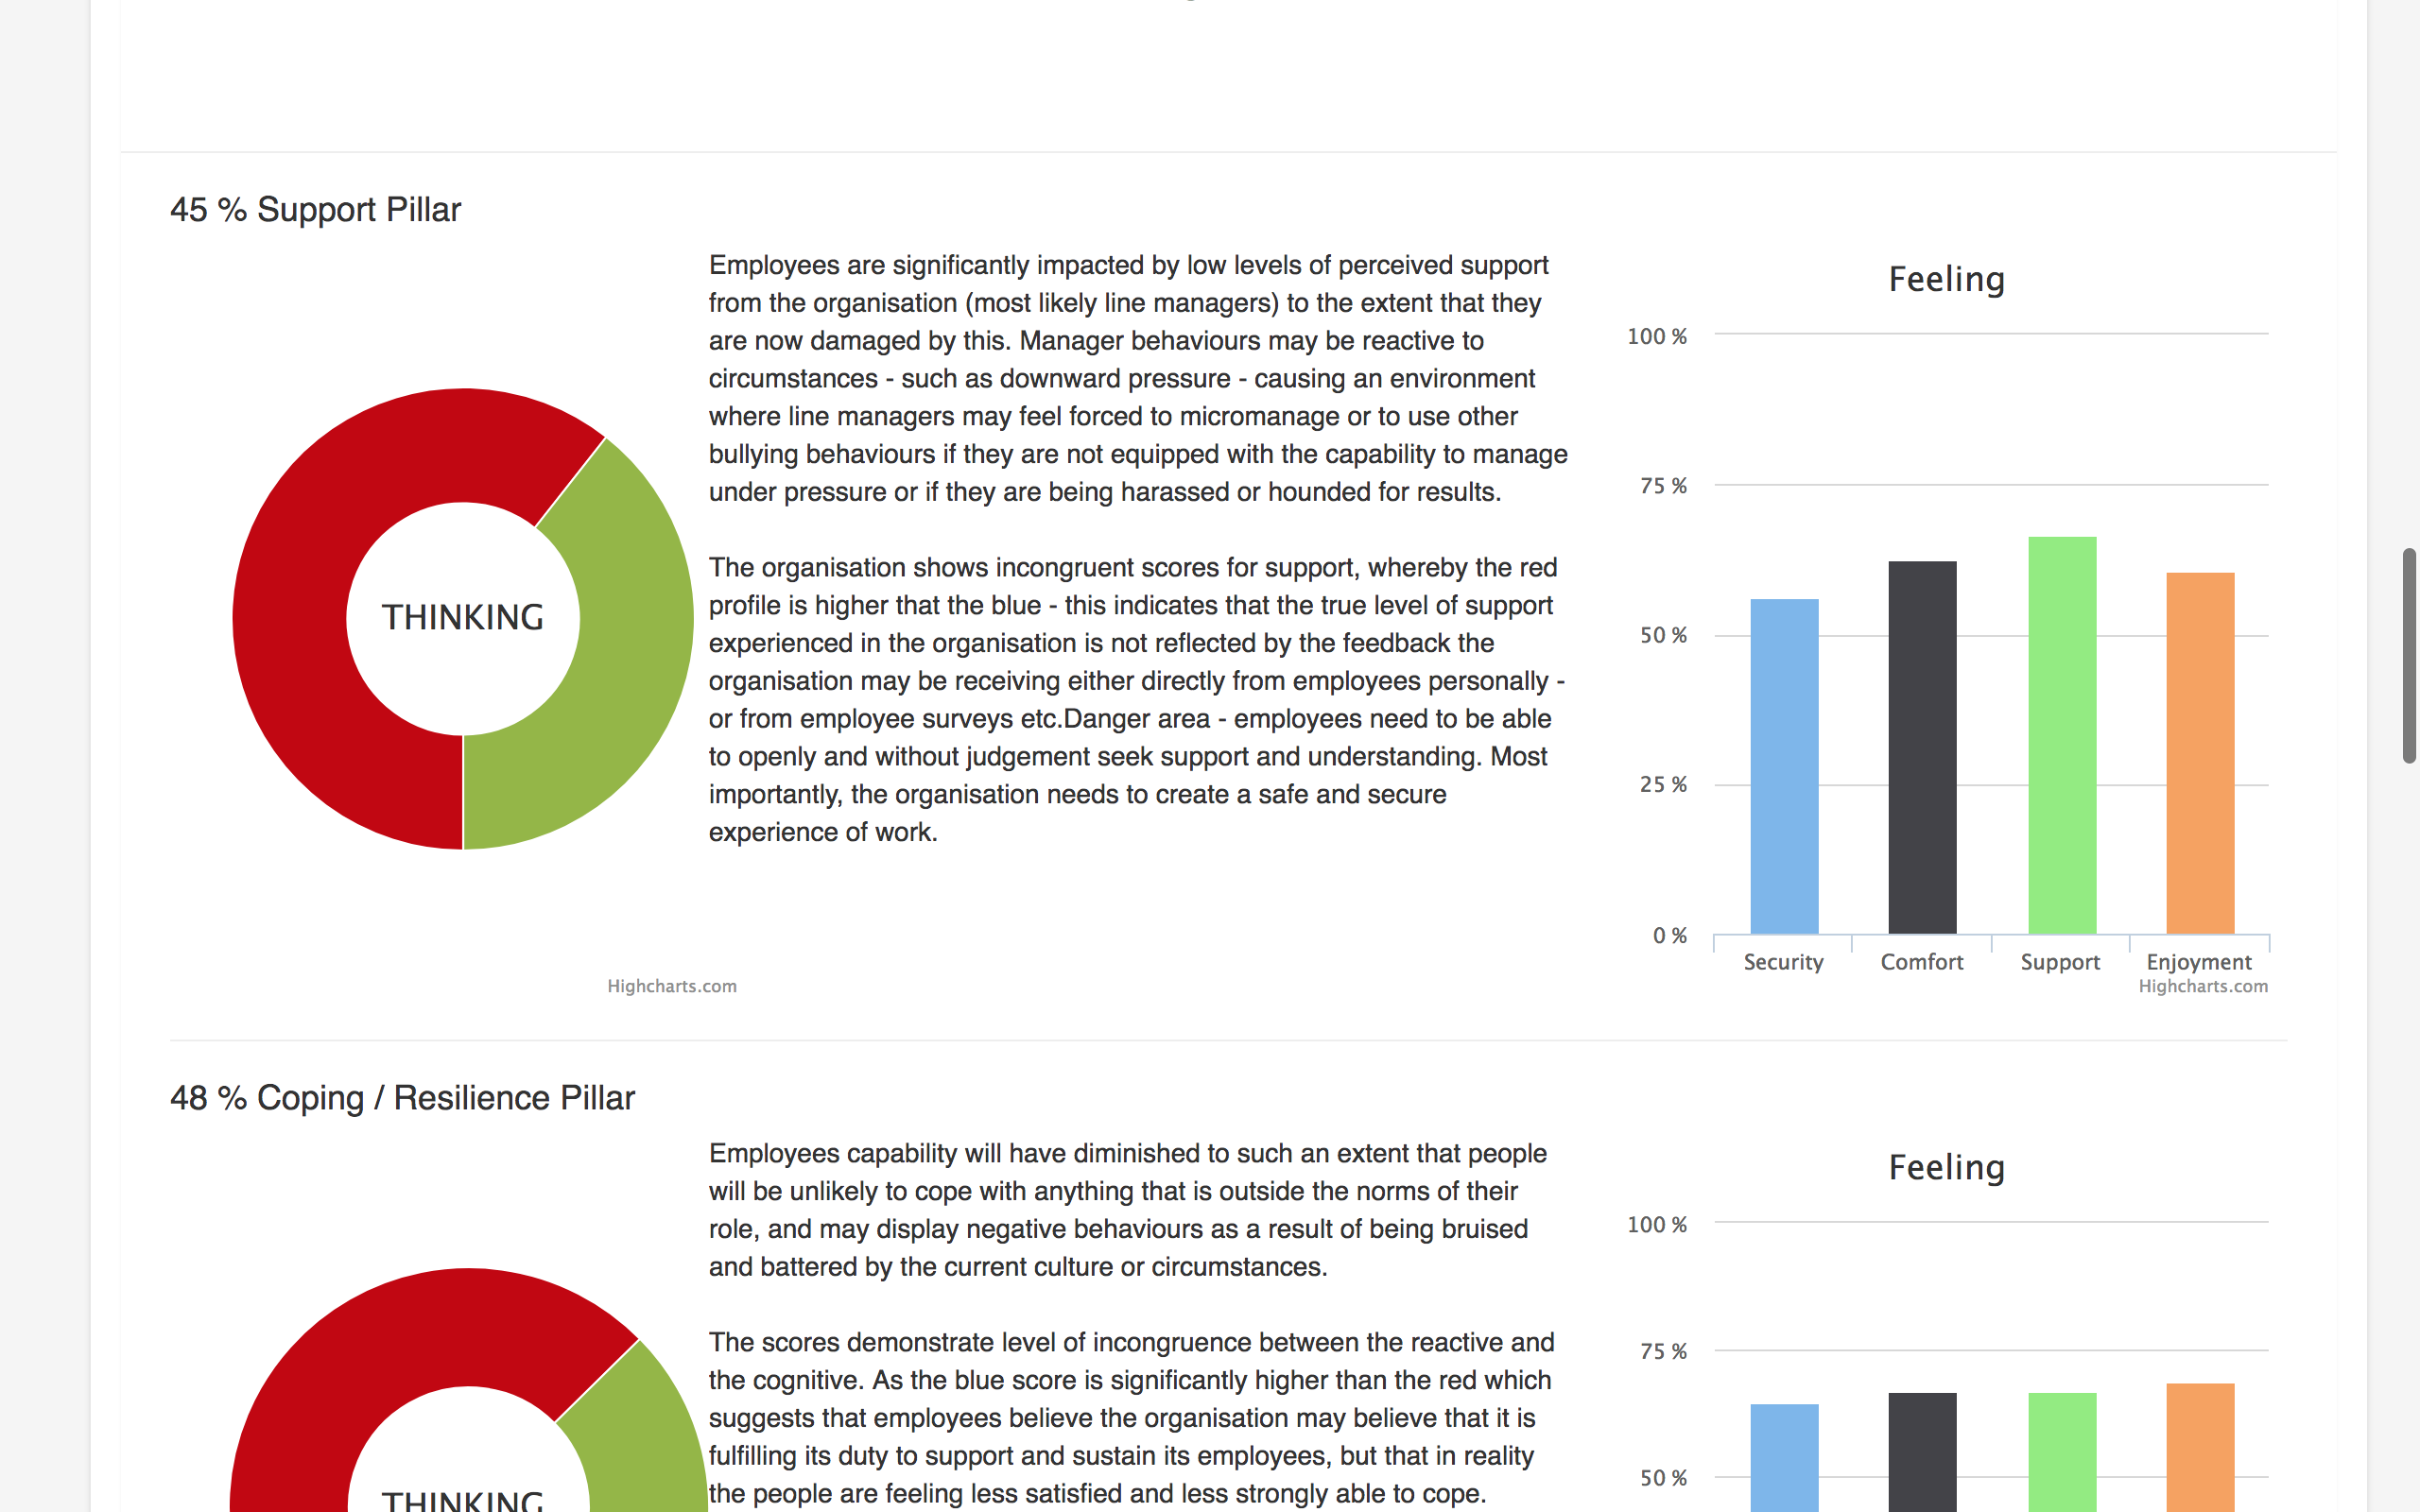 45 % Support Pillar
Employees are significantly impacted by low levels of perceived support
from the organisation (most likely line managers) to the extent that they
are now damaged by this. Manager behaviours may be reactive to
circumstances - such as downward pressure - causing an environment
where line managers may feel forced to micromanage or to use other
bullying behaviours if they are not equipped with the capability to manage
under pressure or if they are being harassed or hounded for results.
The organisation shows incongruent scores for support, whereby the red
profile is higher that the blue - this indicates that the true level of support
experienced in the organisation is not reflected by the feedback the
organisation may be receiving either directly from employees personally -
or from employee surveys etc.Danger area - employees need to be able
to openly and without judgement seek support and understanding. Most
importantly, the organisation needs to create a safe and secure
experience of work.
THINKING
Highcharts.com
Feeling
100 %
75 %
50 %
25 %
0 %
Security Comfort Support Enjoyment
Highcharts.com
48 % Coping / Resilience Pillar
Employees capability will have diminished to such an extent that people
will be unlikely to cope with anything that is outside the norms of their
role, and may display negative behaviours as a result of being bruised
and battered by the current culture or circumstances.
The scores demonstrate level of incongruence between the reactive and
the cognitive. As the blue score is significantly higher than the red which
suggests that employees believe the organisation may believe that it is
fulfilling its duty to support and sustain its employees, but that in reality
the people are feeling less satisfied and less strongly able to cope.
THINKING
Feeling
100 %
75 %
50 %